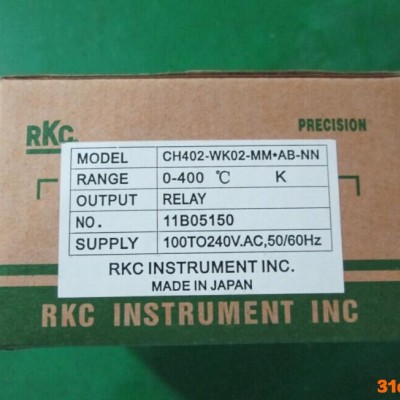 RKC. PRECISION
MODEL CH402-WK02-MM•AB-NN
RANGE 0-400 ℃ K
OUTPUT RELAY
NO. 11B05150
SUPPLY 100TO240V.AC,50/60Hz
RKC INSTRUMENT INC.
MADE IN JAPAN
RKC INSTRUMENT INC